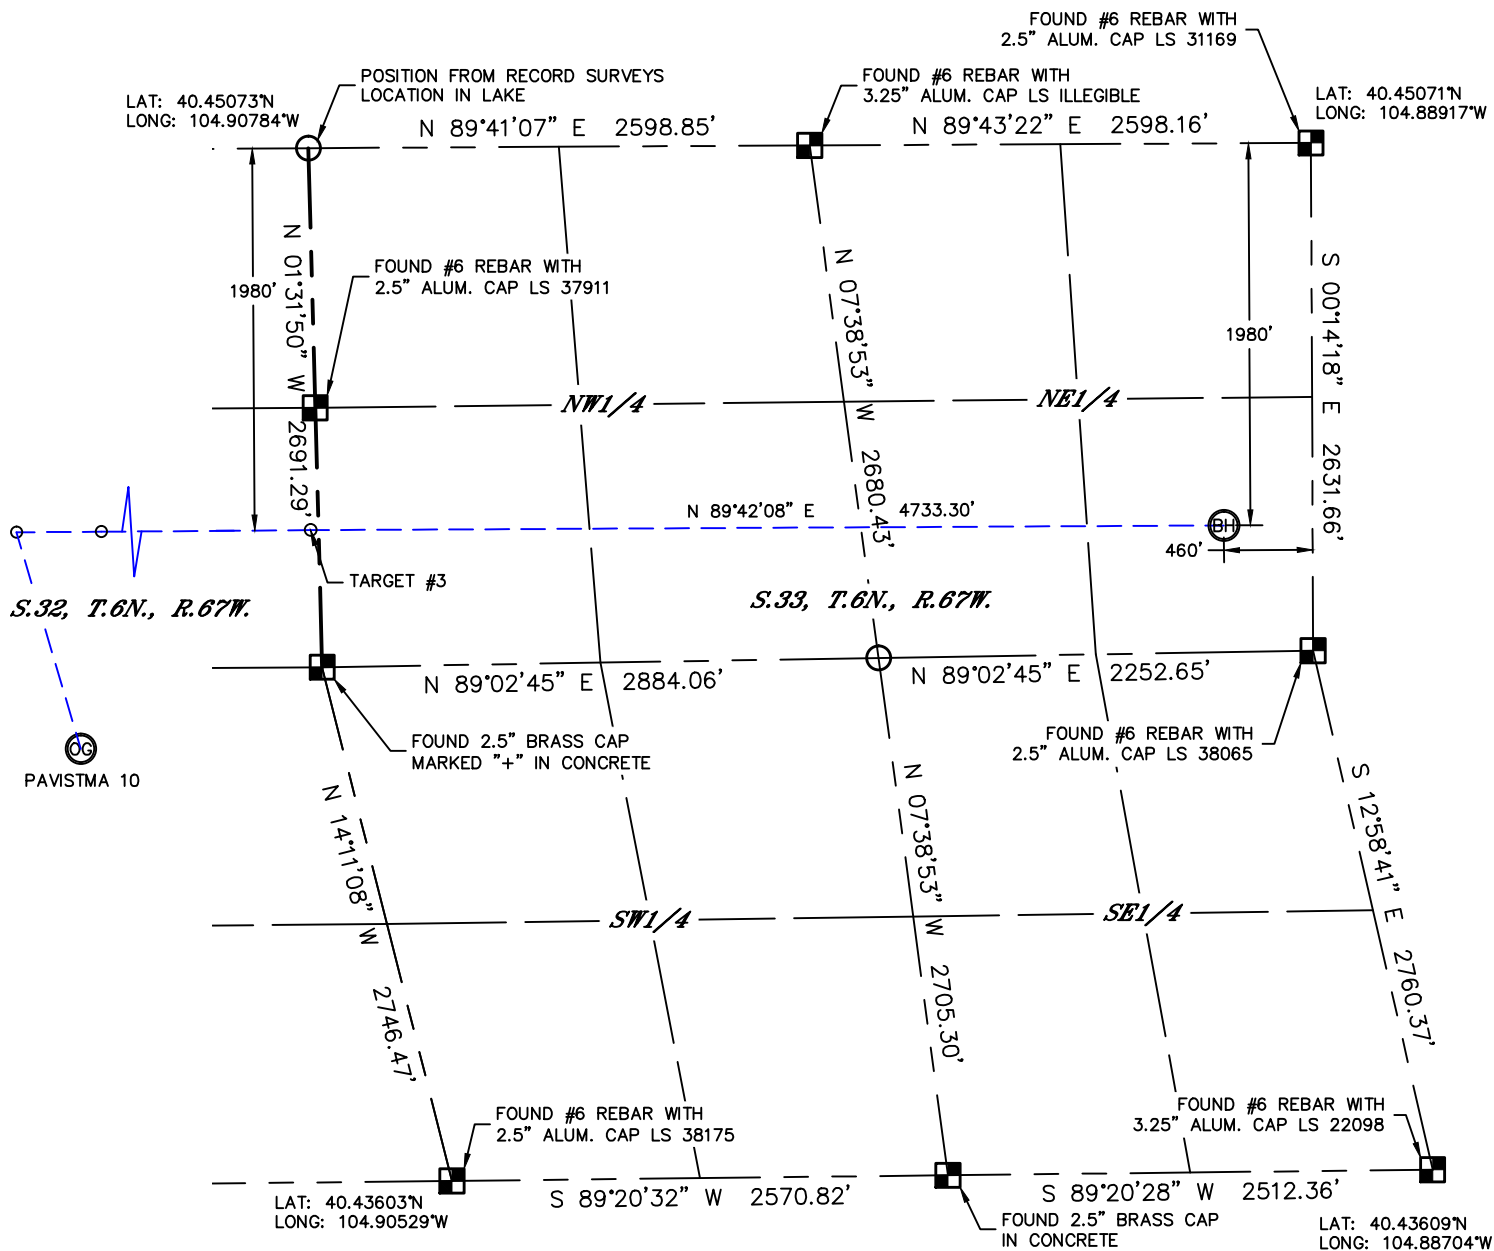 FOUND #6 REBAR WITH
2.5" ALUM. CAP LS 31169
POSITION FROM RECORD SURVEYS
LOCATION IN LAKE
FOUND #6 REBAR WITH
3.25" ALUM. CAP LS ILLEGIBLE
LAT: 40.45073°N
LONG: 104.90784°W
LAT: 40.45071°N
LONG: 104.88917°W
N 89°41'07" E 2598.85'
N 89°43'22" E 2598.16'
N 01°31'50" W 2691.29'
FOUND #6 REBAR WITH
2.5" ALUM. CAP LS 37911
1980'
N 07°38'53" W 2680.43'
1980'
S 00°14'18" E 2631.66'
NW1/4
NE1/4
N 89°42'08" E 4733.30'
BH
460'
TARGET #3
S.32, T.6N., R.67W.
S.33, T.6N., R.67W.
N 89°02'45" E 2884.06'
N 89°02'45" E 2252.65'
OG
PAVISTMA 10
FOUND 2.5" BRASS CAP
MARKED "+" IN CONCRETE
FOUND #6 REBAR WITH
2.5" ALUM. CAP LS 38065
N 14°11'08" W 2746.47'
N 07°38'53" W 2705.30'
S 12°58'41" E 2760.37'
SW1/4
SE1/4
FOUND #6 REBAR WITH
2.5" ALUM. CAP LS 38175
FOUND #6 REBAR WITH
3.25" ALUM. CAP LS 22098
S 89°20'32" W 2570.82'
S 89°20'28" W 2512.36'
LAT: 40.43603°N
LONG: 104.90529°W
FOUND 2.5" BRASS CAP
IN CONCRETE
LAT: 40.43609°N
LONG: 104.88704°W